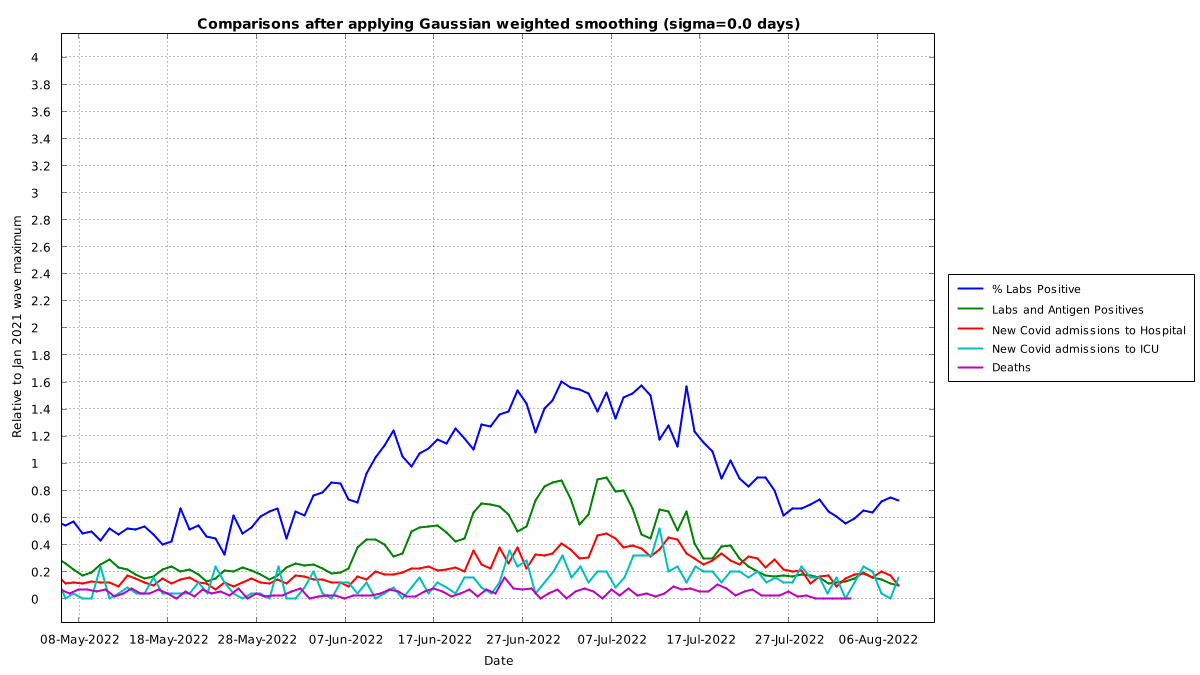 Comparisons after applying Gaussian weighted smoothing (sigma=0.0 days)
Relative to Jan 2021 wave maximum
4
3.8
3.6
3.4
3.2
3
2.8
2.6
2.4
2.2
2
1.8
1.6
1.4
1.2
1
0.8
0.6
0.4
0.2
0
08-May-2022 18-May-2022 28-May-2022 07-Jun-2022 17-Jun-2022 27-Jun-2022 07-Jul-2022 17-Jul-2022 27-Jul-2022 06-Aug-2022
Date
% Labs Positive
Labs and Antigen Positives
New Covid admissions to Hospital
New Covid admissions to ICU
Deaths